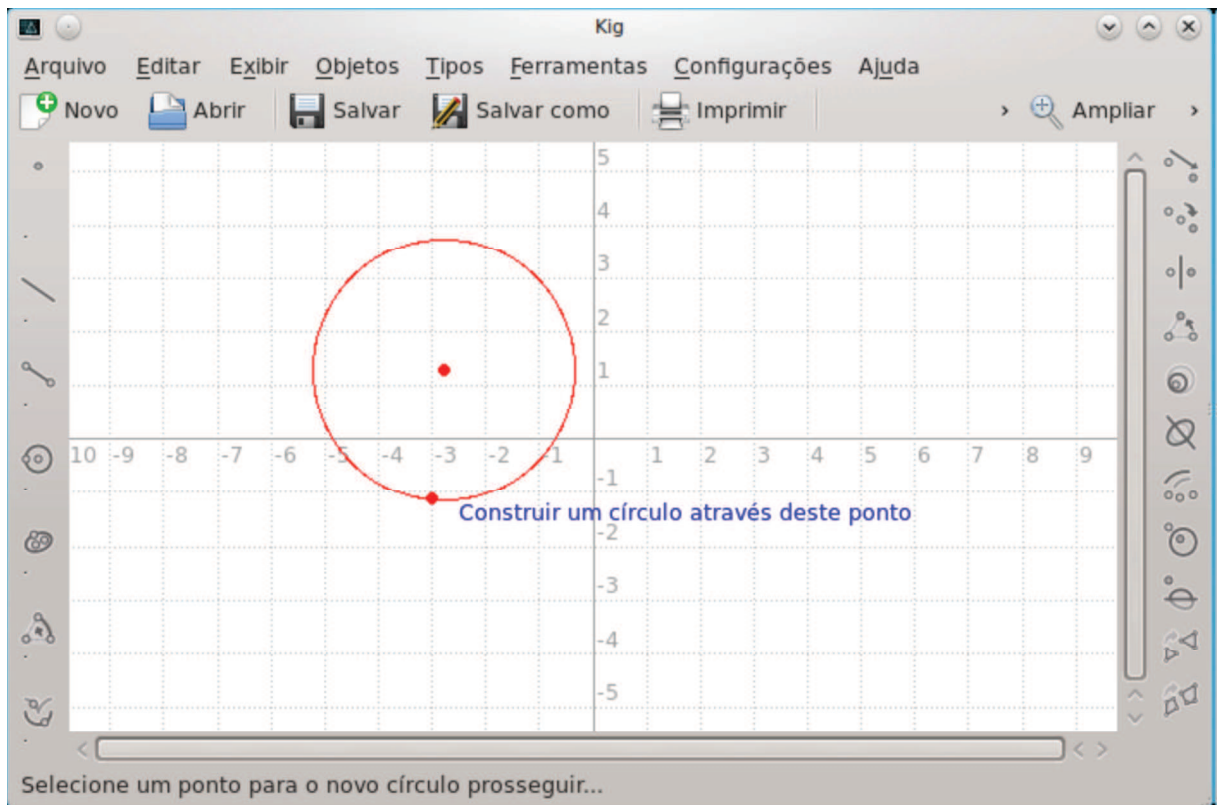 Kig
Arquivo Editar Exibir Objetos Tipos Ferramentas Configurações Ajuda
Novo Abrir Salvar Salvar como Imprimir Ampliar
5
4
3
2
1
10 -9 -8 -7 -6 -5 -4 -3 -2 -1 1 2 3 4 5 6 7 8 9
-1
Construir um círculo através deste ponto
-2
-3
-4
-5
Selecione um ponto para o novo círculo prosseguir...